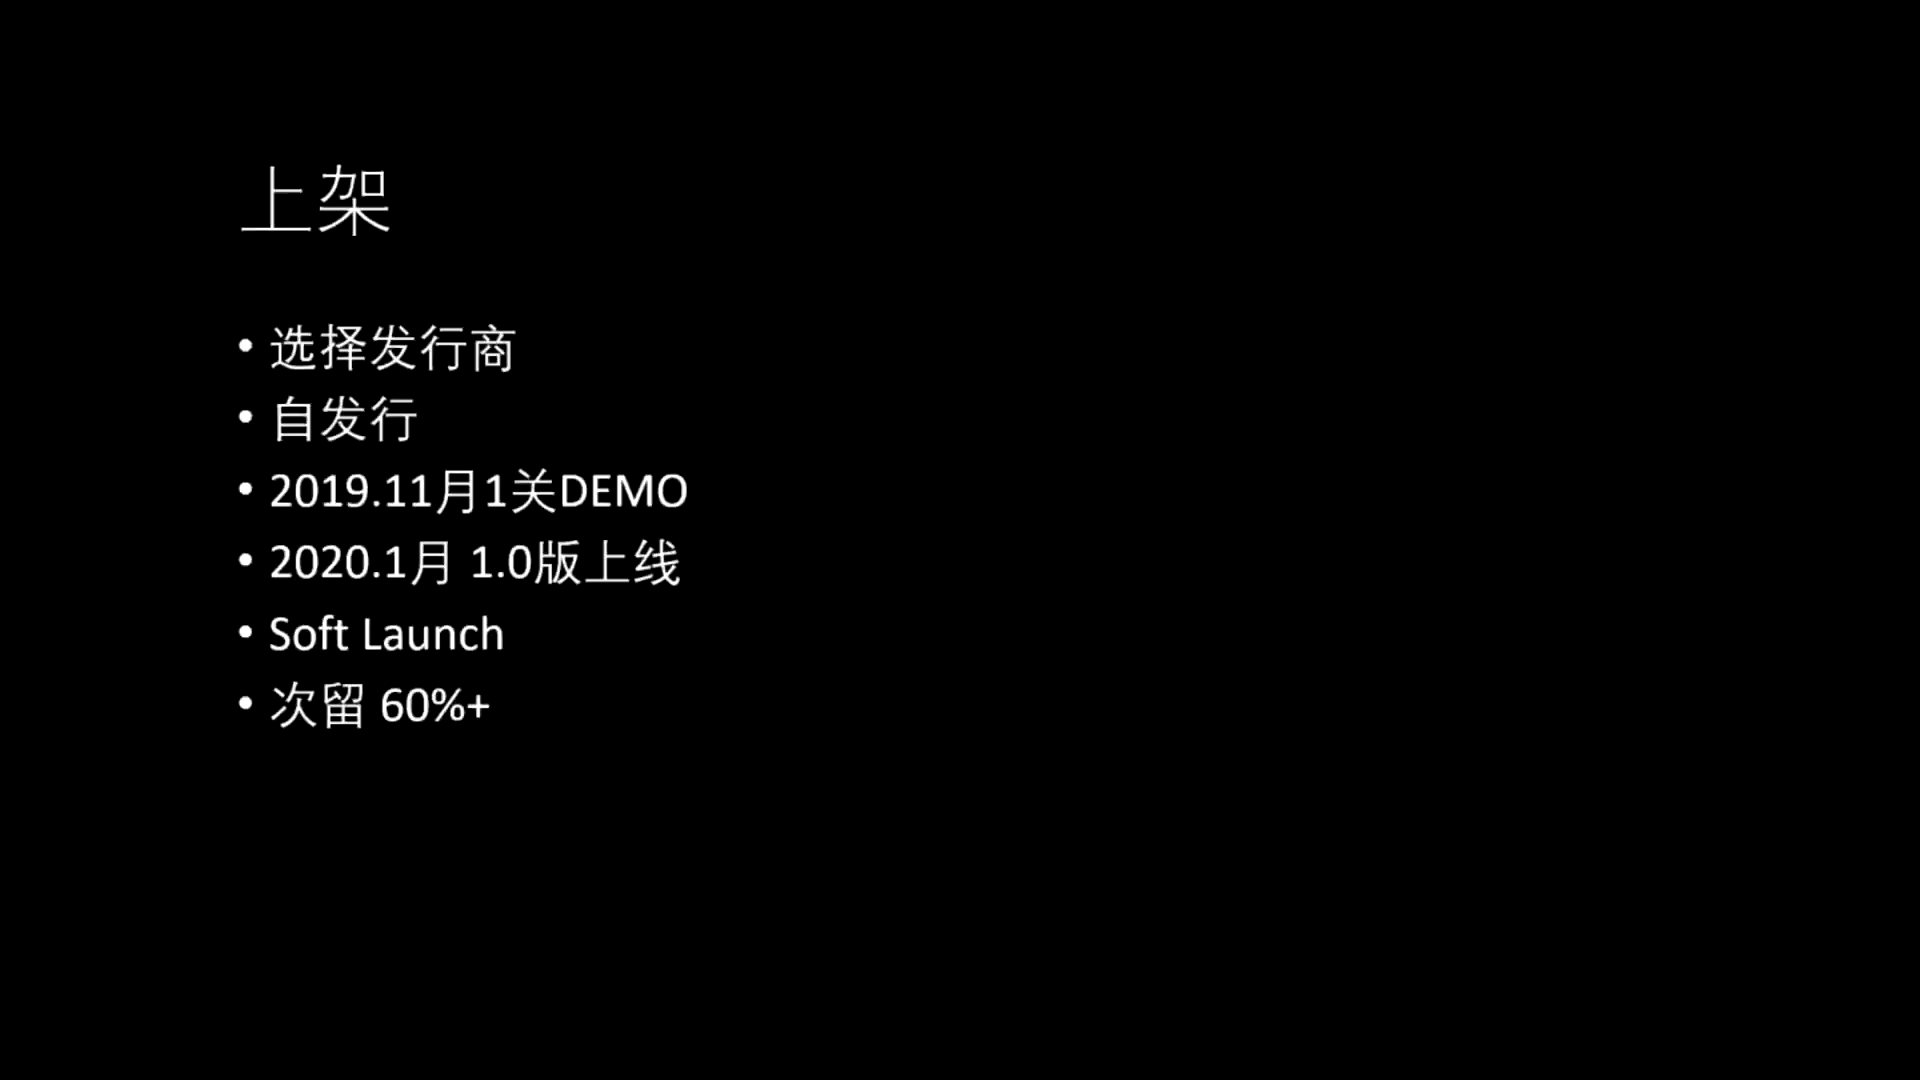 上架
• 选择发行商
• 自发行
• 2019.11月1关DEMO
• 2020.1月 1.0版上线
• Soft Launch
• 次留 60%+